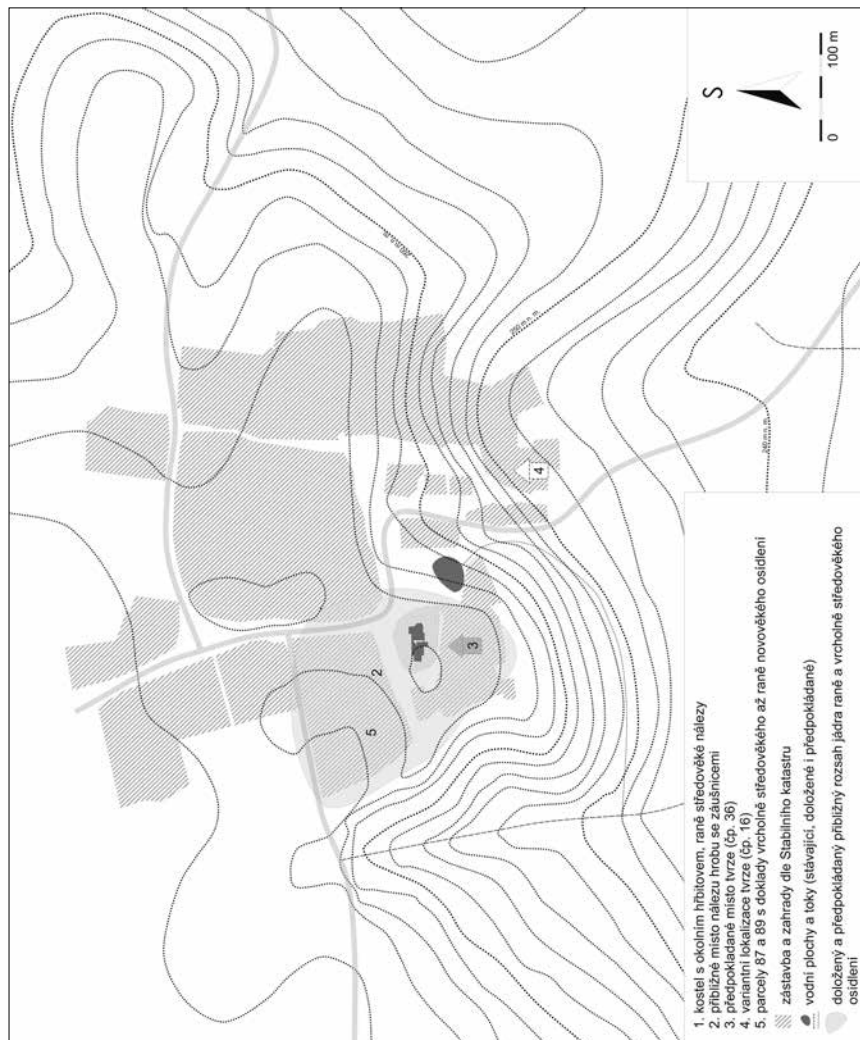 1. kostel s okolním hřbitovem, raně středověké nálezy
2. přibližné místo nálezu hrobu se záušnicemi
3. předpokládané místo tvrze (čp. 36)
4. variantní lokalizace tvrze (čp. 16)
5. parcely 87 a 89 s doklady vrcholně středověkého až raně novověkého osídlení
zástavba a zahrady dle Stabilního katastru
vodní plochy a toky (stávající, doložené i předpokládané)
doložený a předpokládaný přibližný rozsah jádra raně a vrcholně středověkého
osídlení
5
2
3
4
250 m n. m.
240 m n. m.
S
0
100 m